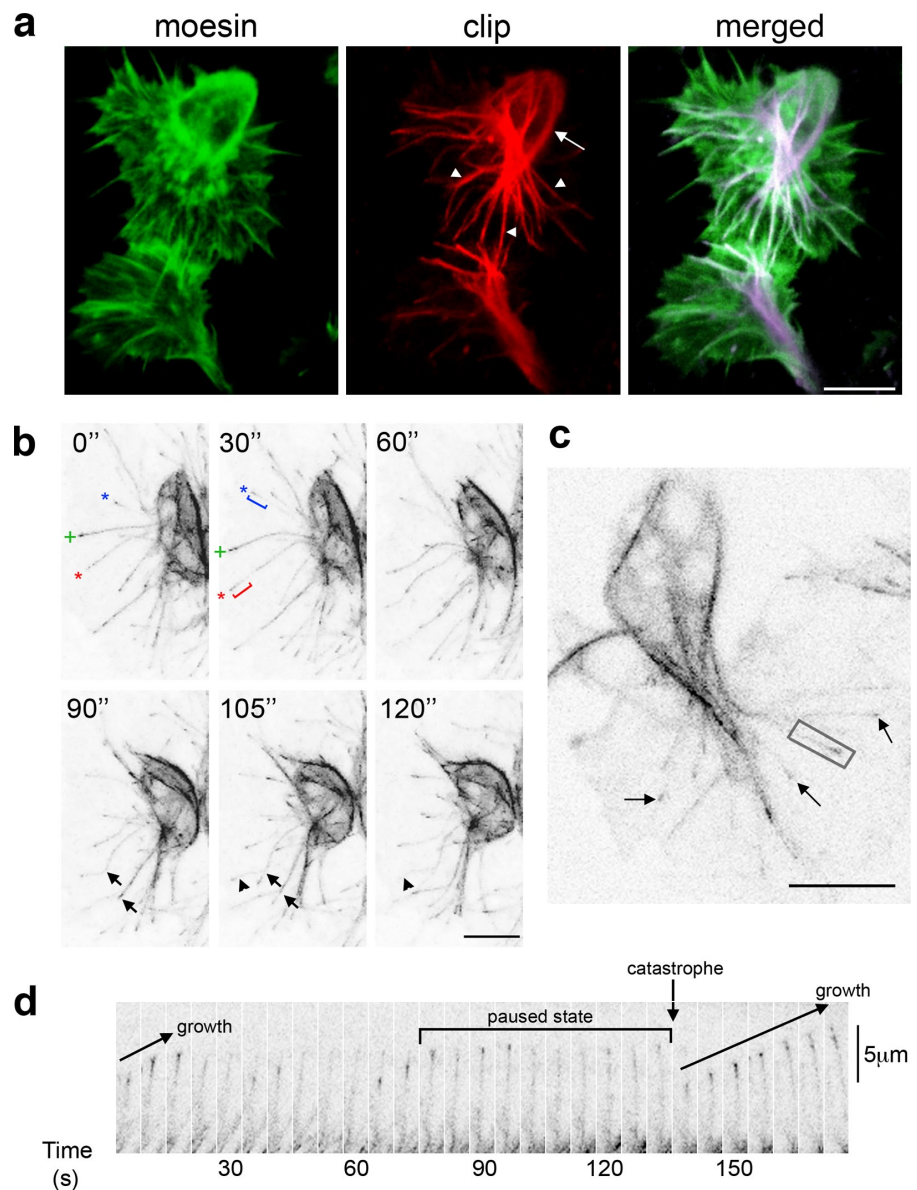 a
moesin clip merged
b
0’’ 30’’ 60’’
*
+
*
*
+
*
90’’ 105’’ 120’’
c
d
catastrophe
growth
paused state
growth
5μm
Time
(s)
30 60 90 120 150